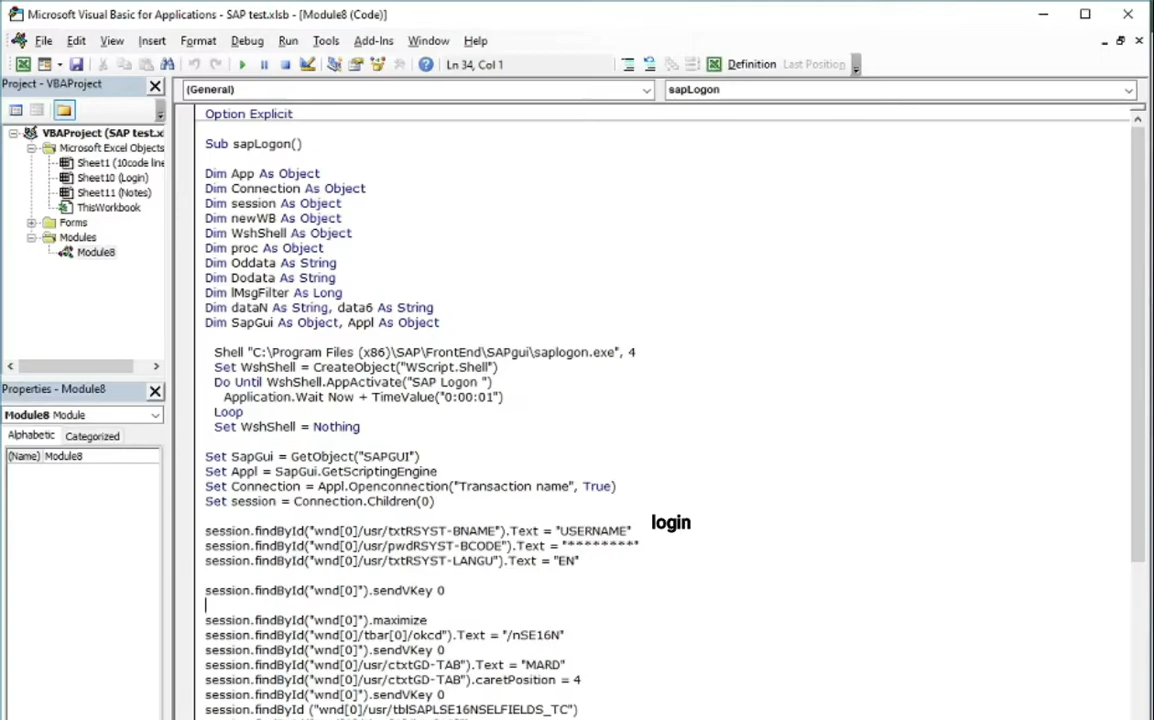 Microsoft Visual Basic for Applications - SAP test.xlsb - [Module8 (Code)]
File Edit View Insert Format Debug Run Tools Add-Ins Window Help
Ln 34, Col 1 Definition Last Position
Project - VBAProject
(General) sapLogon
VBAProject (SAP test.x
Microsoft Excel Objects
Sheet1 (10code line
Sheet10 (Login)
Sheet11 (Notes)
ThisWorkbook
Forms
Modules
Module8
Properties - Module8
Module8 Module
Alphabetic Categorized
(Name) Module8
Option Explicit
Sub sapLogon()
Dim App As Object
Dim Connection As Object
Dim session As Object
Dim newWB As Object
Dim WshShell As Object
Dim proc As Object
Dim Oddata As String
Dim Dodata As String
Dim lMsgFilter As Long
Dim dataN As String, data6 As String
Dim SapGui As Object, Appl As Object
Shell "C:\Program Files (x86)\SAP\FrontEnd\SAPgui\saplogon.exe", 4
Set WshShell = CreateObject("WScript.Shell")
Do Until WshShell.AppActivate("SAP Logon ")
Application.Wait Now + TimeValue("0:00:01")
Loop
Set WshShell = Nothing
Set SapGui = GetObject("SAPGUI")
Set Appl = SapGui.GetScriptingEngine
Set Connection = Appl.Openconnection("Transaction name", True)
Set session = Connection.Children(0)
login
session.findById("wnd[0]/usr/txtRSYST-BNAME").Text = "USERNAME"
session.findById("wnd[0]/usr/pwdRSYST-BCODE").Text = "********"
session.findById("wnd[0]/usr/txtRSYST-LANGU").Text = "EN"
session.findById("wnd[0]").sendVKey 0
session.findById("wnd[0]").maximize
session.findById("wnd[0]/tbar[0]/okcd").Text = "/nSE16N"
session.findById("wnd[0]").sendVKey 0
session.findById("wnd[0]/usr/ctxtGD-TAB").Text = "MARD"
session.findById("wnd[0]/usr/ctxtGD-TAB").caretPosition = 4
session.findById("wnd[0]").sendVKey 0
session.findById ("wnd[0]/usr/tblSAPLSE16NSELFIELDS_TC")